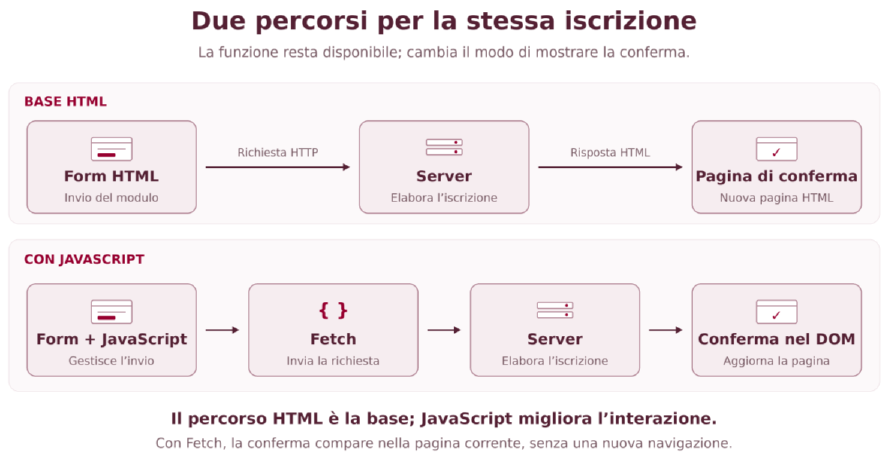 Due percorsi per la stessa iscrizione
La funzione resta disponibile; cambia il modo di mostrare la conferma.
BASE HTML
Form HTML
Invio del modulo
Richiesta HTTP
Server
Elabora l’iscrizione
Risposta HTML
✓
Pagina di conferma
Nuova pagina HTML
CON JAVASCRIPT
Form + JavaScript
Gestisce l’invio
{ }
Fetch
Invia la richiesta
Server
Elabora l’iscrizione
✓
Conferma nel DOM
Aggiorna la pagina
Il percorso HTML è la base; JavaScript migliora l’interazione.
Con Fetch, la conferma compare nella pagina corrente, senza una nuova navigazione.